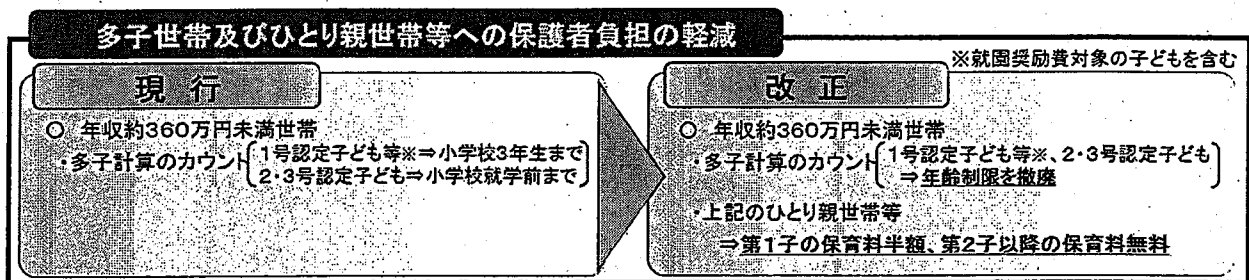 多子世帯及びひとり親世帯等への保護者負担の軽減
※就園奨励費対象の子どもを含む
現 行
○ 年収約360万円未満世帯
・多子計算のカウント
1号認定子ども等※⇒小学校3年生まで
2・3号認定子ども⇒小学校就学前まで
改 正
○ 年収約360万円未満世帯
・多子計算のカウント
1号認定子ども等※、2・3号認定子ども
⇒年齢制限を撤廃
・上記のひとり親世帯等
⇒第1子の保育料半額、第2子以降の保育料無料